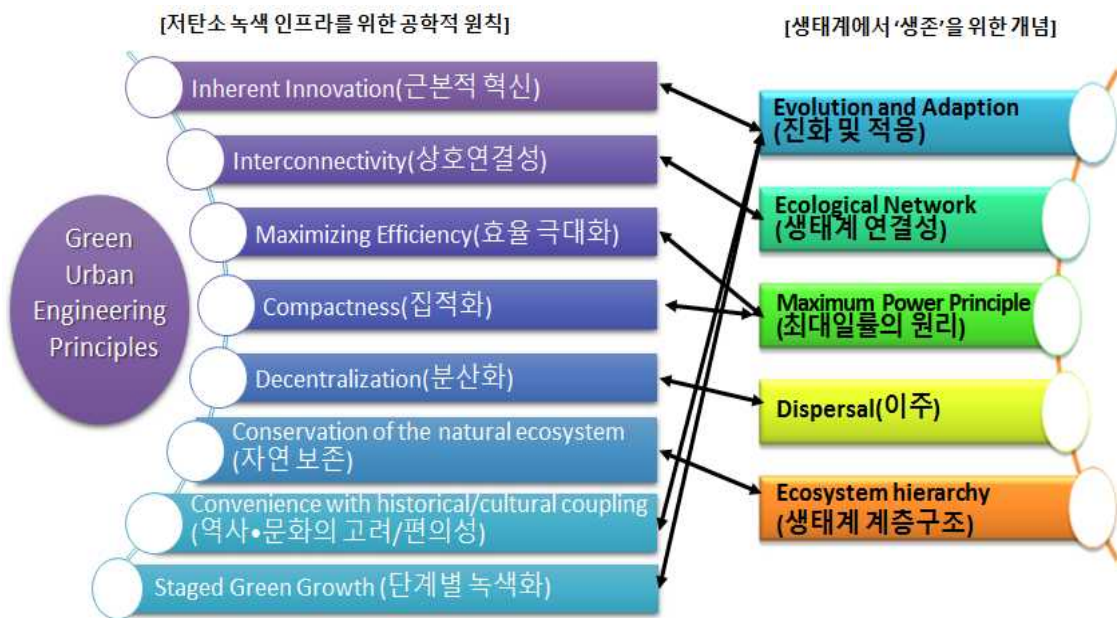 [저탄소 녹색 인프라를 위한 공학적 원칙]
Green
Urban
Engineering
Principles
Inherent Innovation(근본적 혁신)
Interconnectivity(상호연결성)
Maximizing Efficiency(효율 극대화)
Compactness(집적화)
Decentralization(분산화)
Conservation of the natural ecosystem
(자연 보존)
Convenience with historical/cultural coupling
(역사•문화의 고려/편의성)
Staged Green Growth (단계별 녹색화)
[생태계에서 ‘생존’을 위한 개념]
Evolution and Adaption
(진화 및 적응)
Ecological Network
(생태계 연결성)
Maximum Power Principle
(최대일률의 원리)
Dispersal(이주)
Ecosystem hierarchy
(생태계 계층구조)